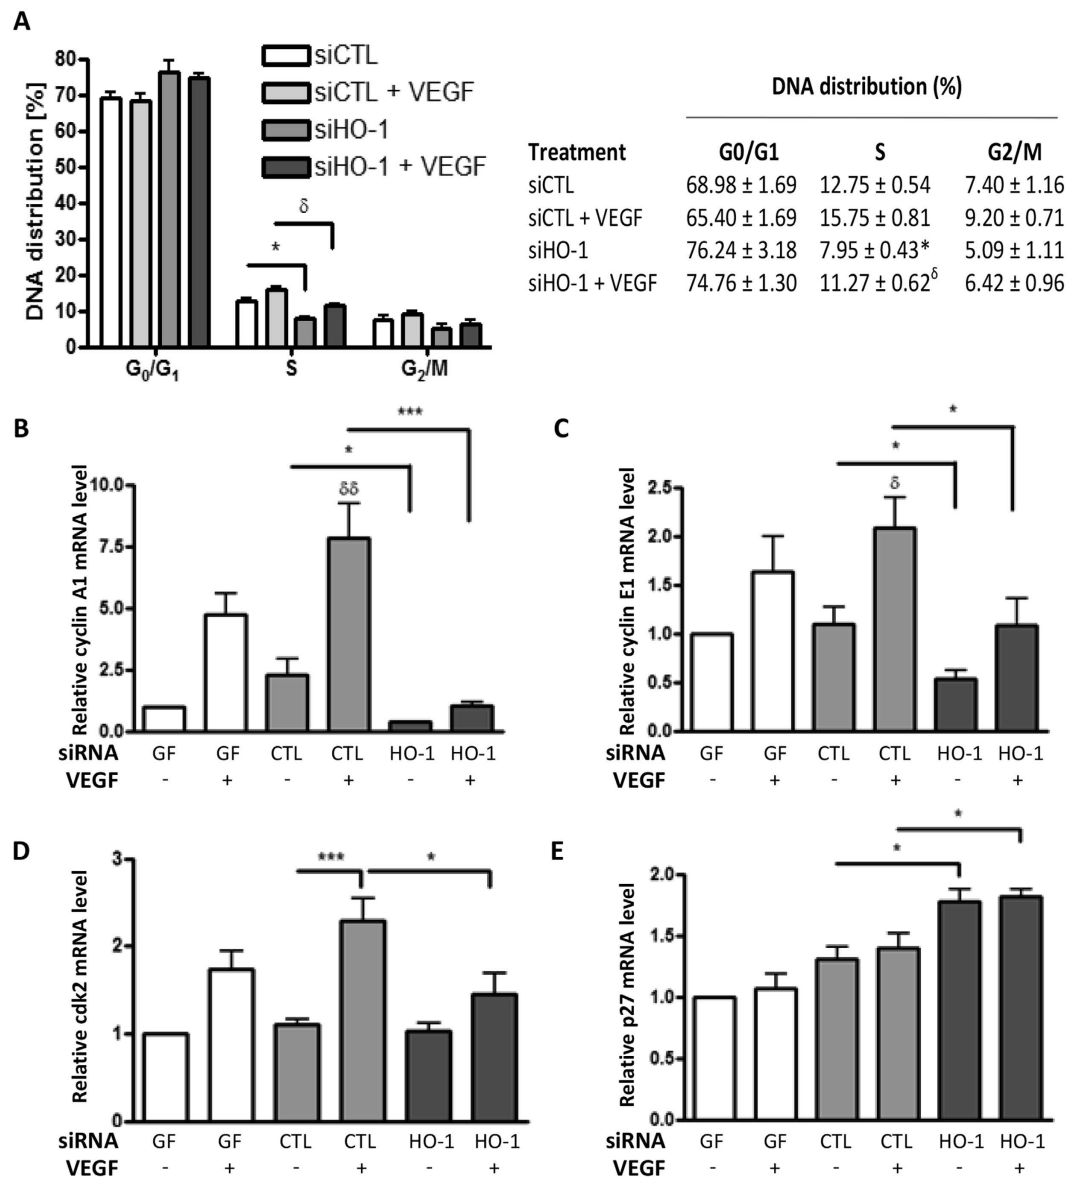 A
80
70
60
50
40
30
20
10
0
DNA distribution [%]
siCTL
siCTL + VEGF
siHO-1
siHO-1 + VEGF
δ
*
G0/G1 S G2/M
DNA distribution (%)
Treatment G0/G1 S G2/M
siCTL 68.98 ± 1.69 12.75 ± 0.54 7.40 ± 1.16
siCTL + VEGF 65.40 ± 1.69 15.75 ± 0.81 9.20 ± 0.71
siHO-1 76.24 ± 3.18 7.95 ± 0.43* 5.09 ± 1.11
siHO-1 + VEGF 74.76 ± 1.30 11.27 ± 0.62δ 6.42 ± 0.96
B
Relative cyclin A1 mRNA level
***
*
δδ
10.0
7.5
5.0
2.5
0.0
siRNA GF GF CTL CTL HO-1 HO-1
VEGF - + - + - +
C
Relative cyclin E1 mRNA level
*
*
δ
2.5
2.0
1.5
1.0
0.5
0.0
siRNA GF GF CTL CTL HO-1 HO-1
VEGF - + - + - +
D
Relative cdk2 mRNA level
*** *
3
2
1
0
siRNA GF GF CTL CTL HO-1 HO-1
VEGF - + - + - +
E
Relative p27 mRNA level
*
*
2.0
1.5
1.0
0.5
0.0
siRNA GF GF CTL CTL HO-1 HO-1
VEGF - + - + - +